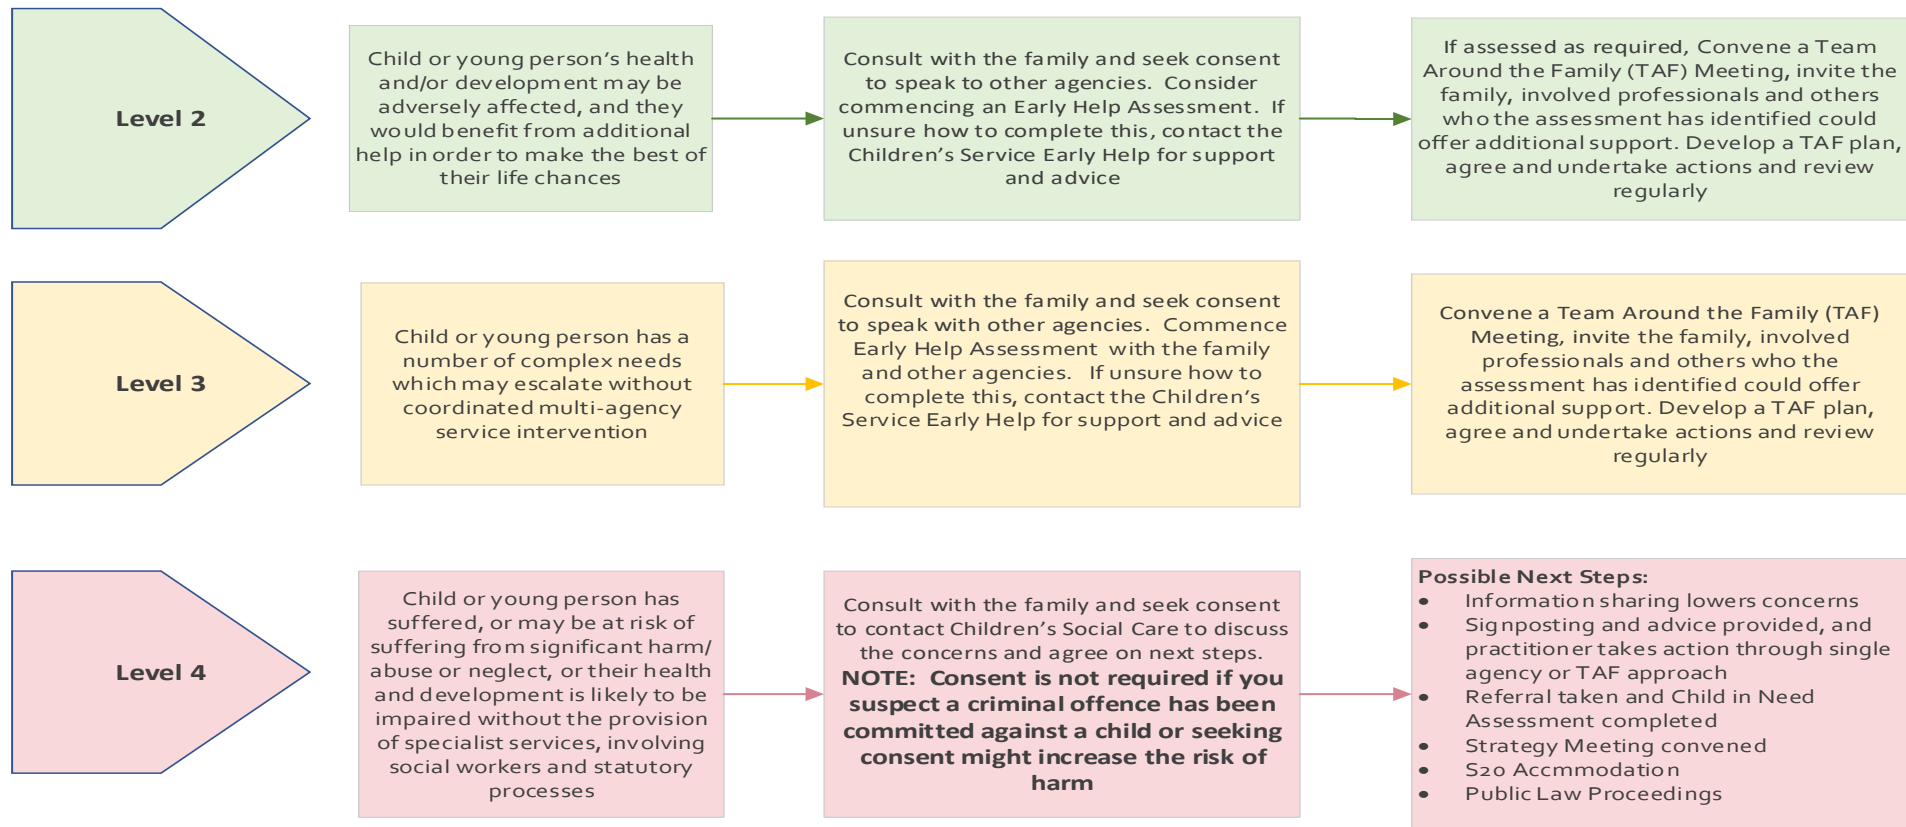 Level 2
Child or young person's health
and/or development may be
adversely affected, and they
would benefit from additional
help in order to make the best of
their life chances
Consult with the family and seek consent
to speak to other agencies.  Consider
commencing an Early Help Assessment.  If
unsure how to complete this, contact the
Children's Service Early Help for support
and advice
If assessed as required, Convene a Team
Around the Family (TAF) Meeting, invite the
family, involved professionals and others
who the assessment has identified could
offer additional support. Develop a TAF plan,
agree and undertake actions and review
regularly
Level 3
Child or young person has a
number of complex needs
which may escalate without
coordinated multi-agency
service intervention
Consult with the family and seek consent
to speak with other agencies.  Commence
Early Help Assessment  with the family
and other agencies.   If unsure how to
complete this, contact the Children's
Service Early Help for support and advice
Convene a Team Around the Family (TAF)
Meeting, invite the family, involved
professionals and others who the
assessment has identified could offer
additional support. Develop a TAF plan,
agree and undertake actions and review
regularly
Level 4
Child or young person has
suffered, or may be at risk of
suffering from significant harm/
abuse or neglect, or their health
and development is likely to be
impaired without the provision
of specialist services, involving
social workers and statutory
processes
Consult with the family and seek consent
to contact Children's Social Care to discuss
the concerns and agree on next steps.
NOTE:  Consent is not required if you
suspect a criminal offence has been
committed against a child or seeking
consent might increase the risk of
harm
Possible Next Steps:
• Information sharing lowers concerns
• Signposting and advice provided, and
practitioner takes action through single
agency or TAF approach
• Referral taken and Child in Need
Assessment completed
• Strategy Meeting convened
• S20 Accmmodation
• Public Law Proceedings